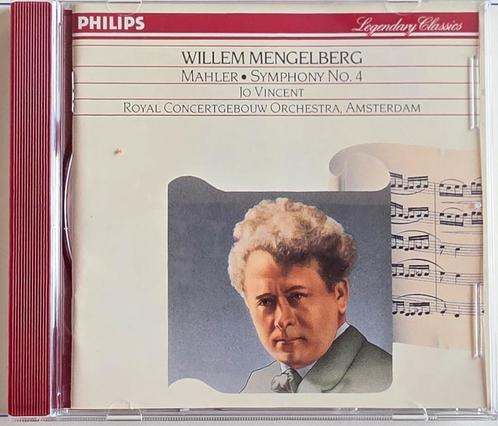 PHILIPS
Legendary Classics
WILLEM MENGELBERG
MAHLER • SYMPHONY NO. 4
JO VINCENT
ROYAL CONCERTGEBOUW ORCHESTRA, AMSTERDAM